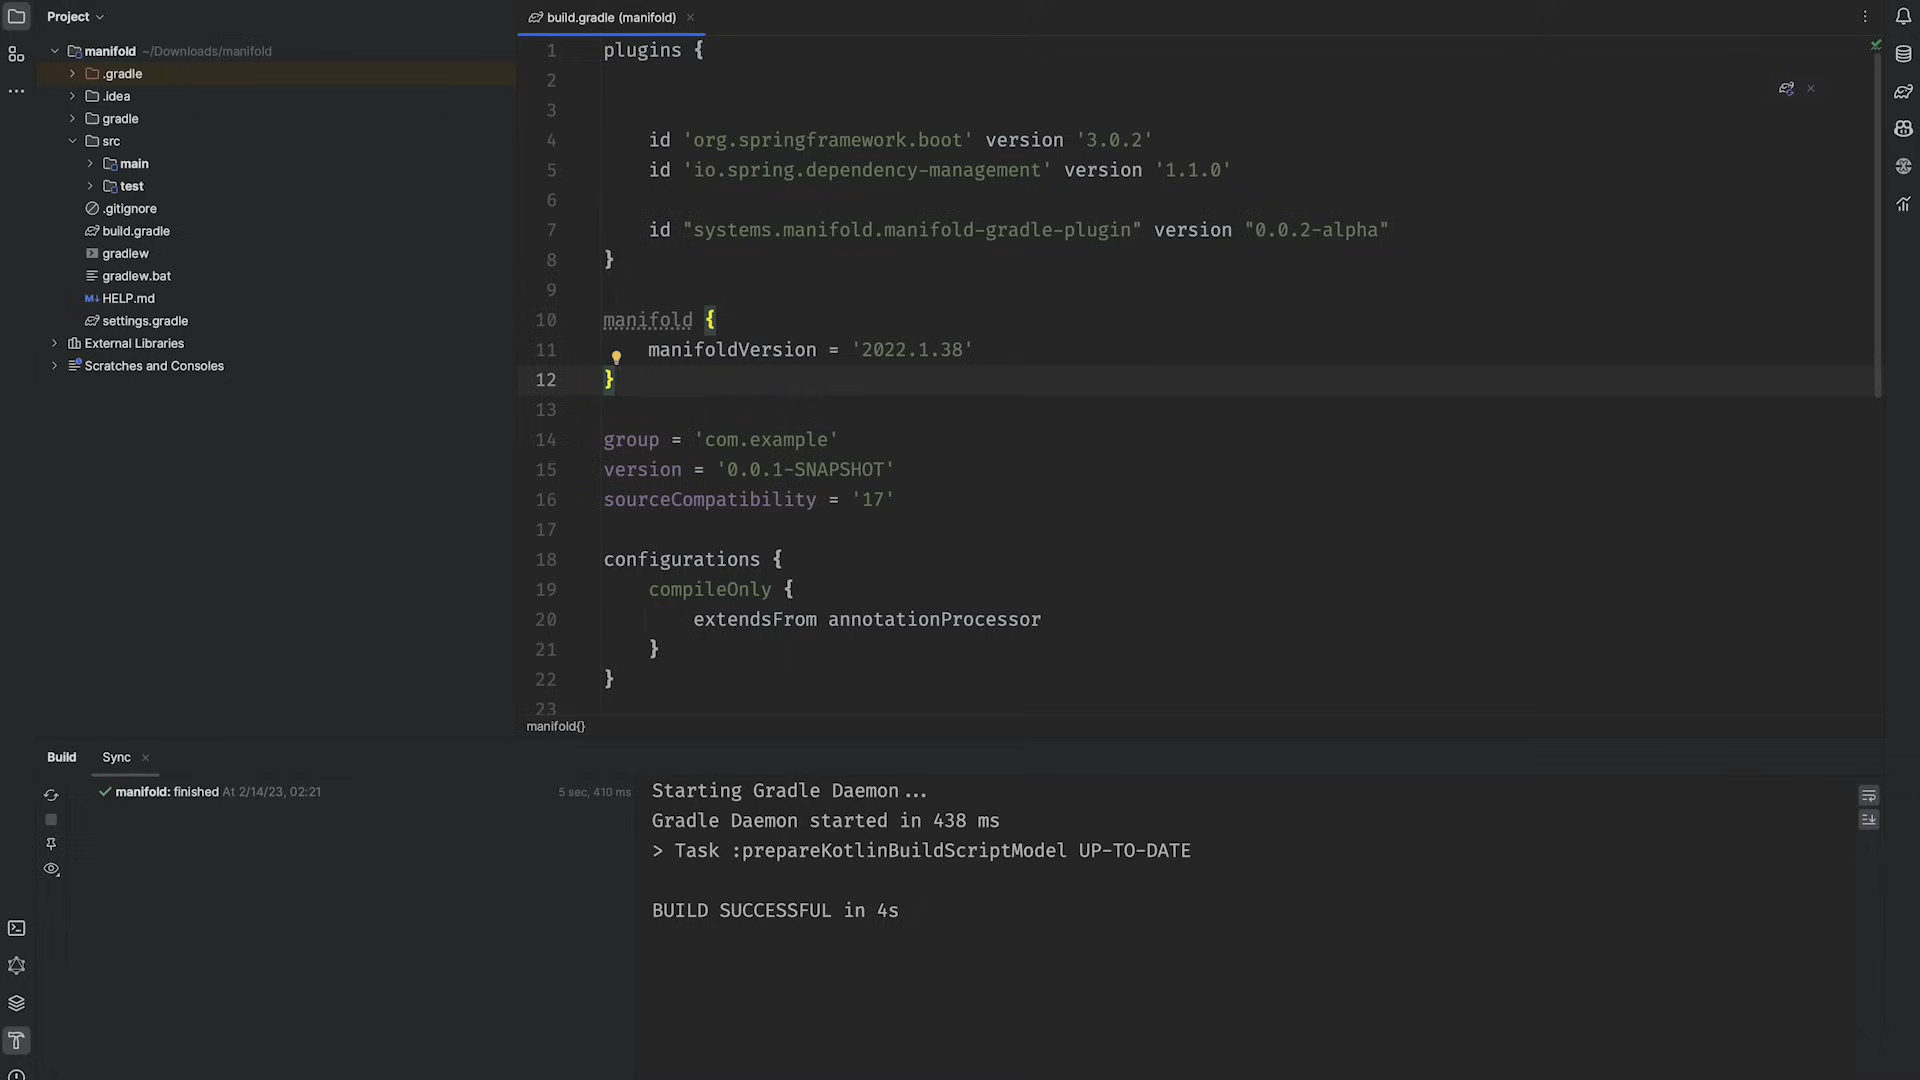 Project
manifold ~/Downloads/manifold
.gradle
.idea
gradle
src
main
test
.gitignore
build.gradle
gradlew
gradlew.bat
HELP.md
settings.gradle
External Libraries
Scratches and Consoles
build.gradle (manifold)
1 plugins {
2
3
4 id 'org.springframework.boot' version '3.0.2'
5 id 'io.spring.dependency-management' version '1.1.0'
6
7 id "systems.manifold.manifold-gradle-plugin" version "0.0.2-alpha"
8 }
9
10 manifold {
11 manifoldVersion = '2022.1.38'
12 }
13
14 group = 'com.example'
15 version = '0.0.1-SNAPSHOT'
16 sourceCompatibility = '17'
17
18 configurations {
19 compileOnly {
20 extendsFrom annotationProcessor
21 }
22 }
23
manifold{}
Build Sync
manifold: finished At 2/14/23, 02:21 5 sec, 410 ms
Starting Gradle Daemon...
Gradle Daemon started in 438 ms
> Task :prepareKotlinBuildScriptModel UP-TO-DATE
BUILD SUCCESSFUL in 4s